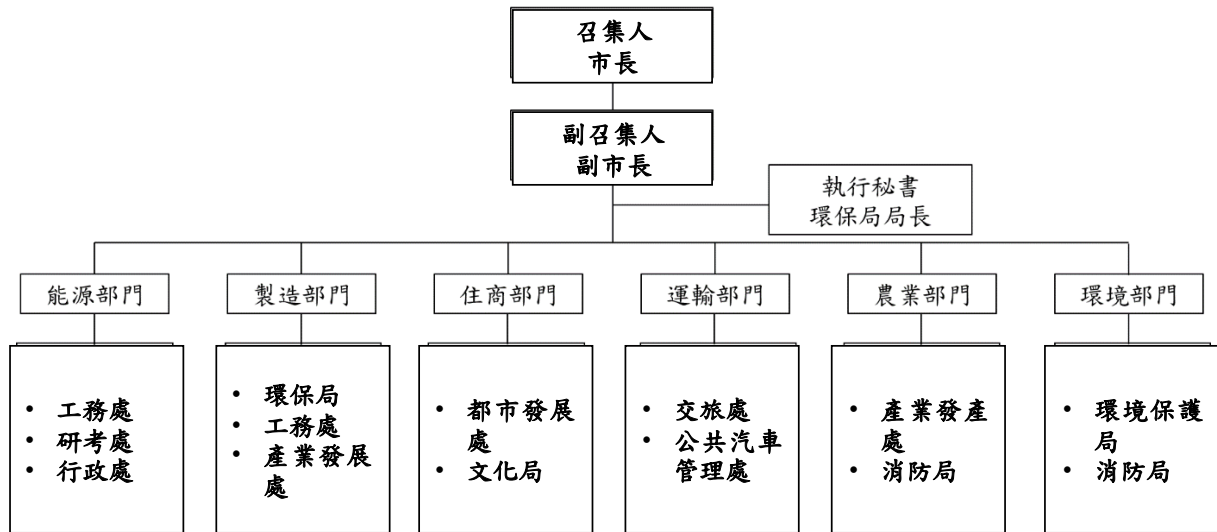 召集人
市長
副召集人
副市長
執行秘書
環保局局長
能源部門
製造部門
住商部門
運輸部門
農業部門
環境部門
• 工務處
• 研考處
• 行政處
• 環保局
• 工務處
• 產業發展
處
• 都市發展
處
• 文化局
• 交旅處
• 公共汽車
管理處
• 產業發產
處
• 消防局
• 環境保護
局
• 消防局